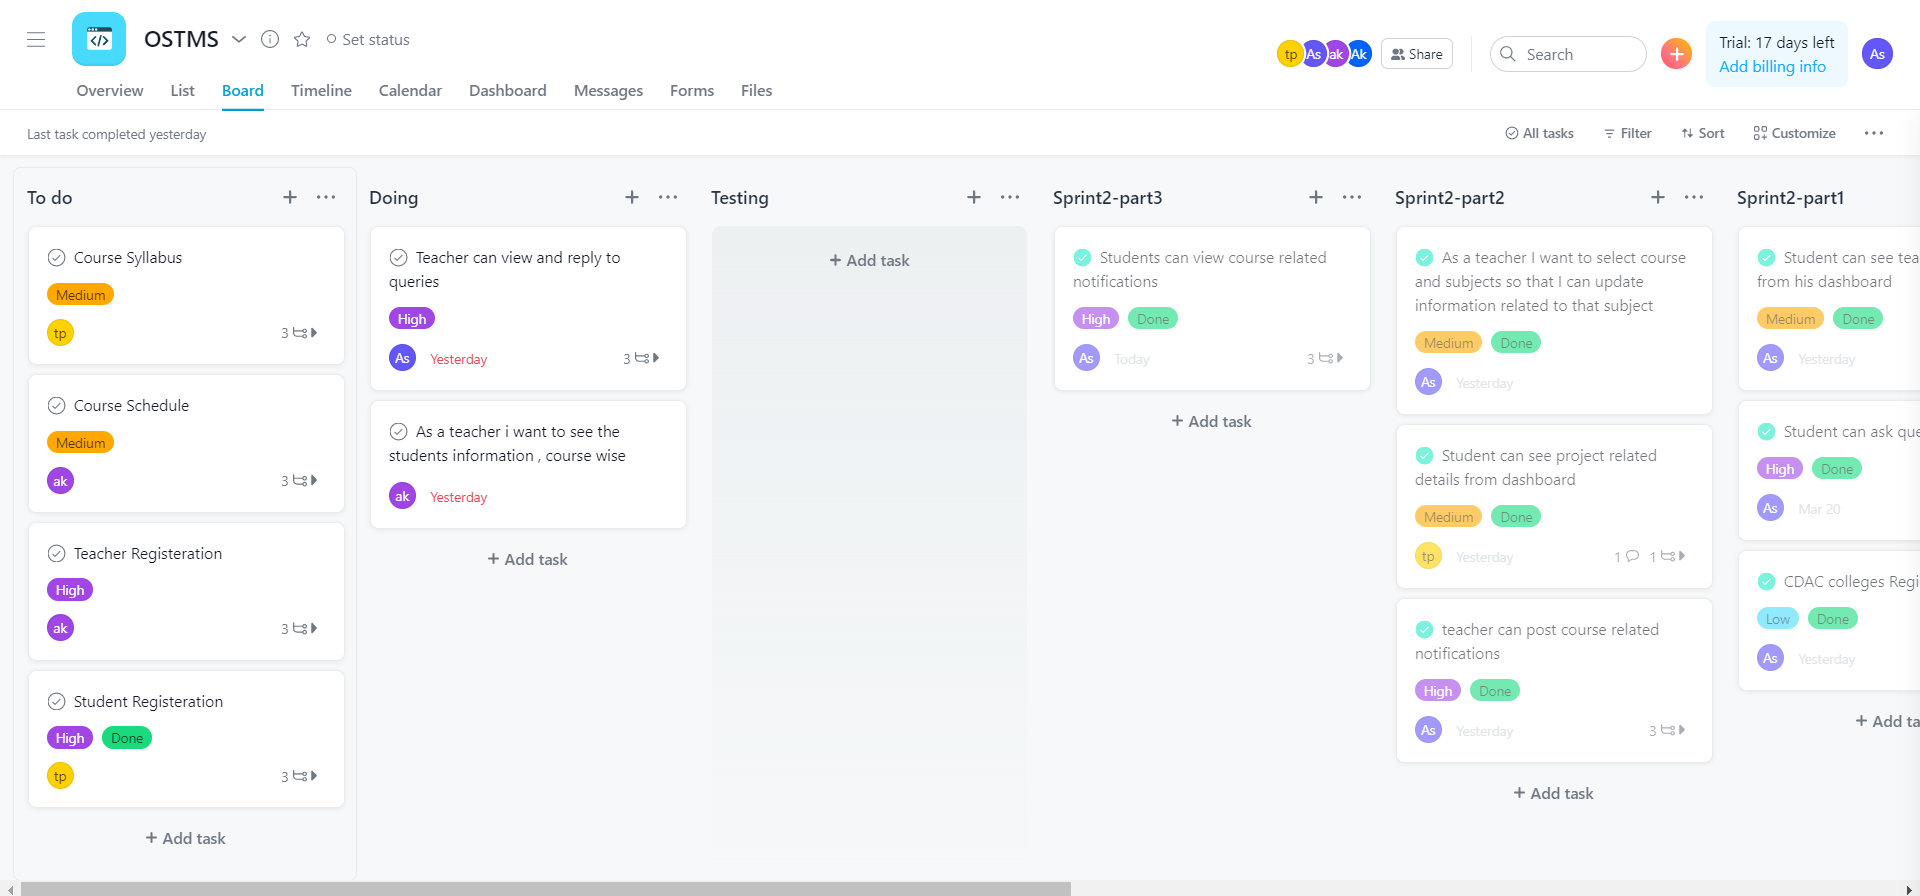 OSTMS
Set status
tp As ak Ak
Share
Search
Trial: 17 days left
Add billing info
As
Overview List Board Timeline Calendar Dashboard Messages Forms Files
Last task completed yesterday
All tasks Filter Sort Customize
To do
Course Syllabus
Medium
tp 3
Course Schedule
Medium
ak 3
Teacher Registeration
High
ak 3
Student Registeration
High Done
tp 3
+ Add task
Doing
Teacher can view and reply to
queries
High
As Yesterday 3
As a teacher i want to see the
students information , course wise
ak Yesterday
+ Add task
Testing
+ Add task
Sprint2-part3
Students can view course related
notifications
High Done
As Today 3
+ Add task
Sprint2-part2
As a teacher I want to select course
and subjects so that I can update
information related to that subject
Medium Done
As Yesterday
Student can see project related
details from dashboard
Medium Done
tp Yesterday 1 1
teacher can post course related
notifications
High Done
As Yesterday 3
+ Add task
Sprint2-part1
Student can see tea
from his dashboard
Medium Done
As Yesterday
Student can ask que
High Done
As Mar 20
CDAC colleges Regi
Low Done
As Yesterday
+ Add ta